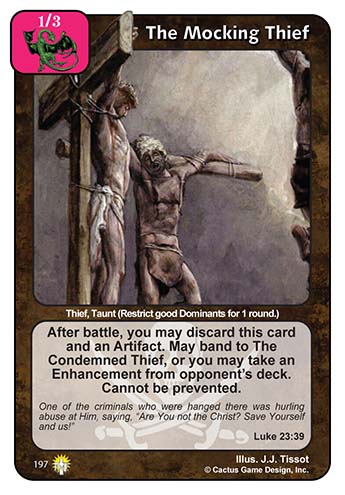 1/3
The Mocking Thief
Thief, Taunt (Restrict good Dominants for 1 round.)
After battle, you may discard this card
and an Artifact. May band to The
Condemned Thief, or you may take an
Enhancement from opponent's deck.
Cannot be prevented.
One of the criminals who were hanged there was hurling
abuse at Him, saying, "Are You not the Christ? Save Yourself
and us!"
Luke 23:39
Illus. J.J. Tissot
197
© Cactus Game Design, Inc.